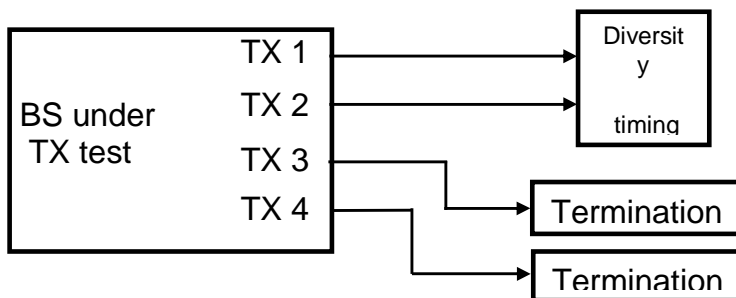 TX 1
TX 2
TX 3
TX 4
BS under
TX test
Diversit
y
timing
Termination
Termination